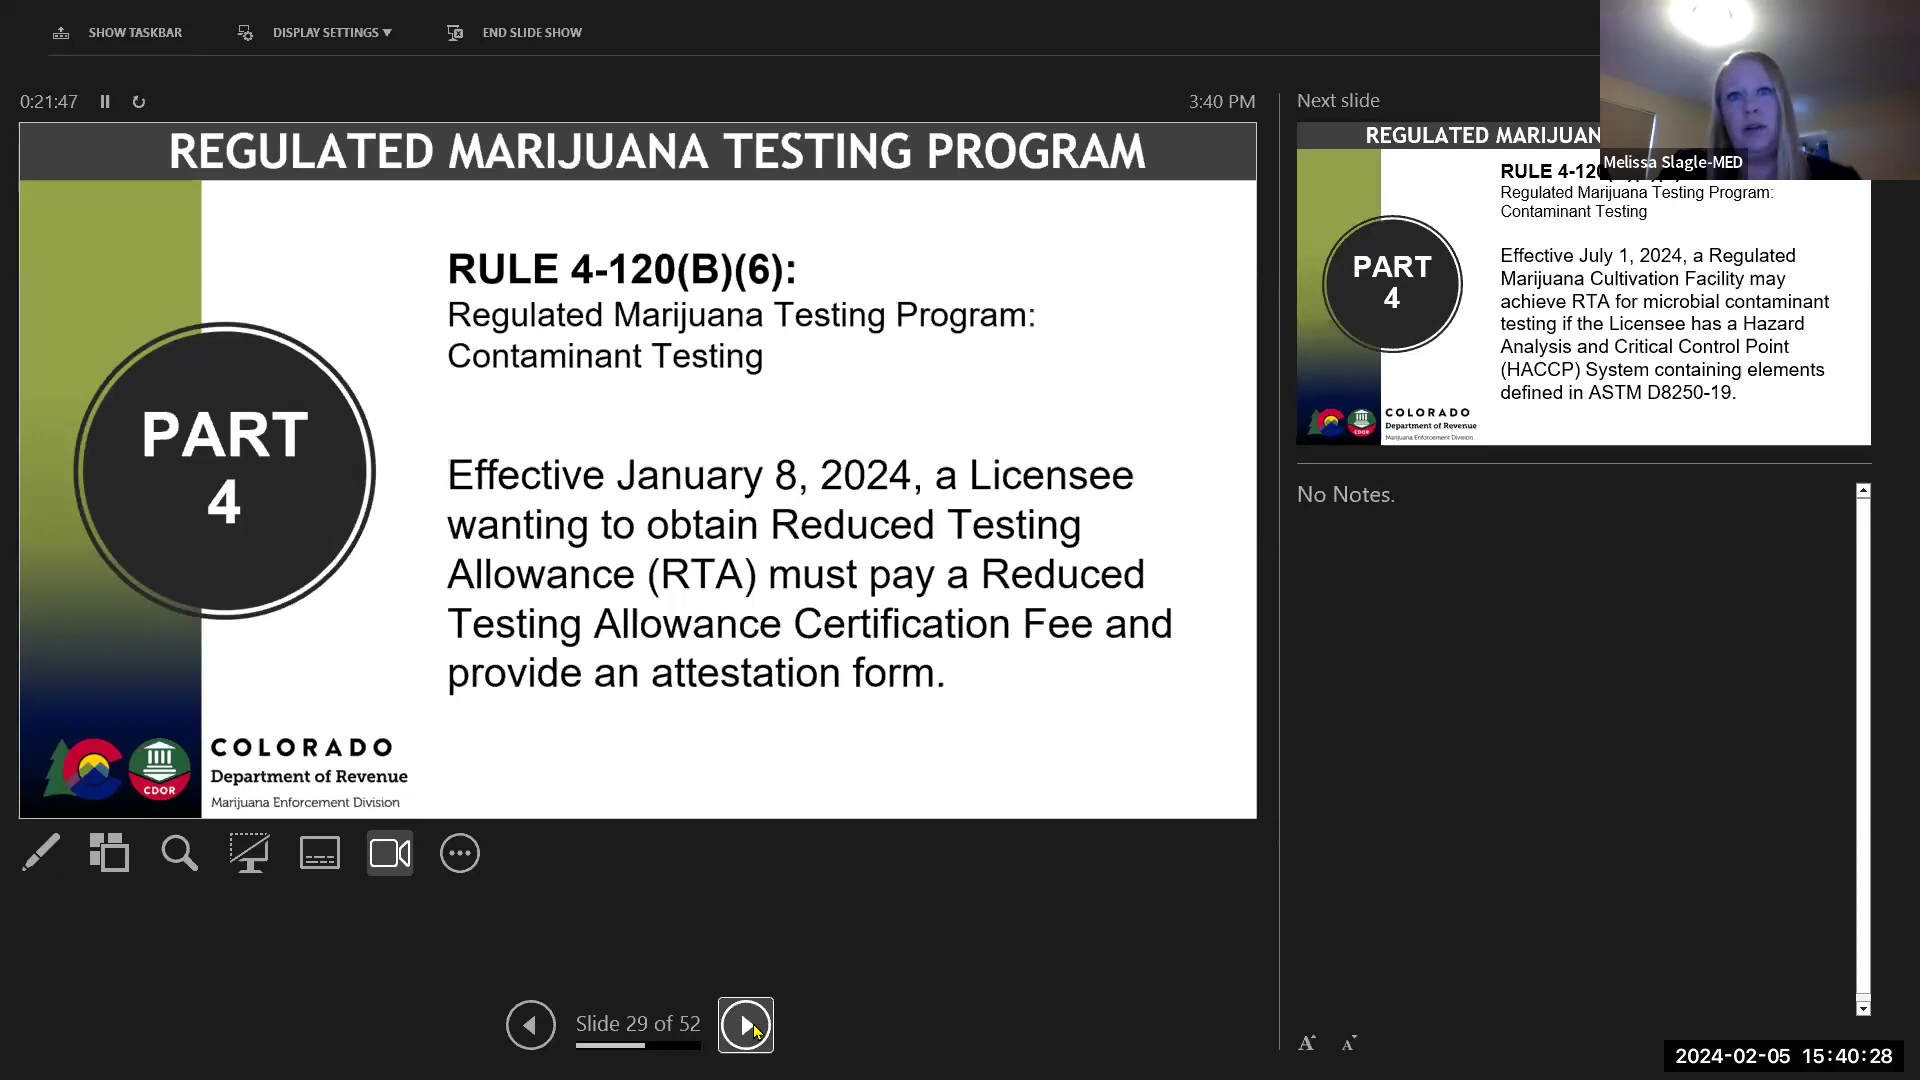 SHOW TASKBAR
DISPLAY SETTINGS ▼
END SLIDE SHOW
0:21:47
3:40 PM
REGULATED MARIJUANA TESTING PROGRAM
RULE 4-120(B)(6):
Regulated Marijuana Testing Program:
Contaminant Testing
PART
4
Effective January 8, 2024, a Licensee
wanting to obtain Reduced Testing
Allowance (RTA) must pay a Reduced
Testing Allowance Certification Fee and
provide an attestation form.
CDOR
COLORADO
Department of Revenue
Marijuana Enforcement Division
Slide 29 of 52
Next slide
REGULATED MARIJUAN
Melissa Slagle-MED
RULE 4-120
Regulated Marijuana Testing Program:
Contaminant Testing
PART
4
Effective July 1, 2024, a Regulated
Marijuana Cultivation Facility may
achieve RTA for microbial contaminant
testing if the Licensee has a Hazard
Analysis and Critical Control Point
(HACCP) System containing elements
defined in ASTM D8250-19.
CDOR
COLORADO
Department of Revenue
Marijuana Enforcement Division
No Notes.
A A
2024-02-05 15:40:28